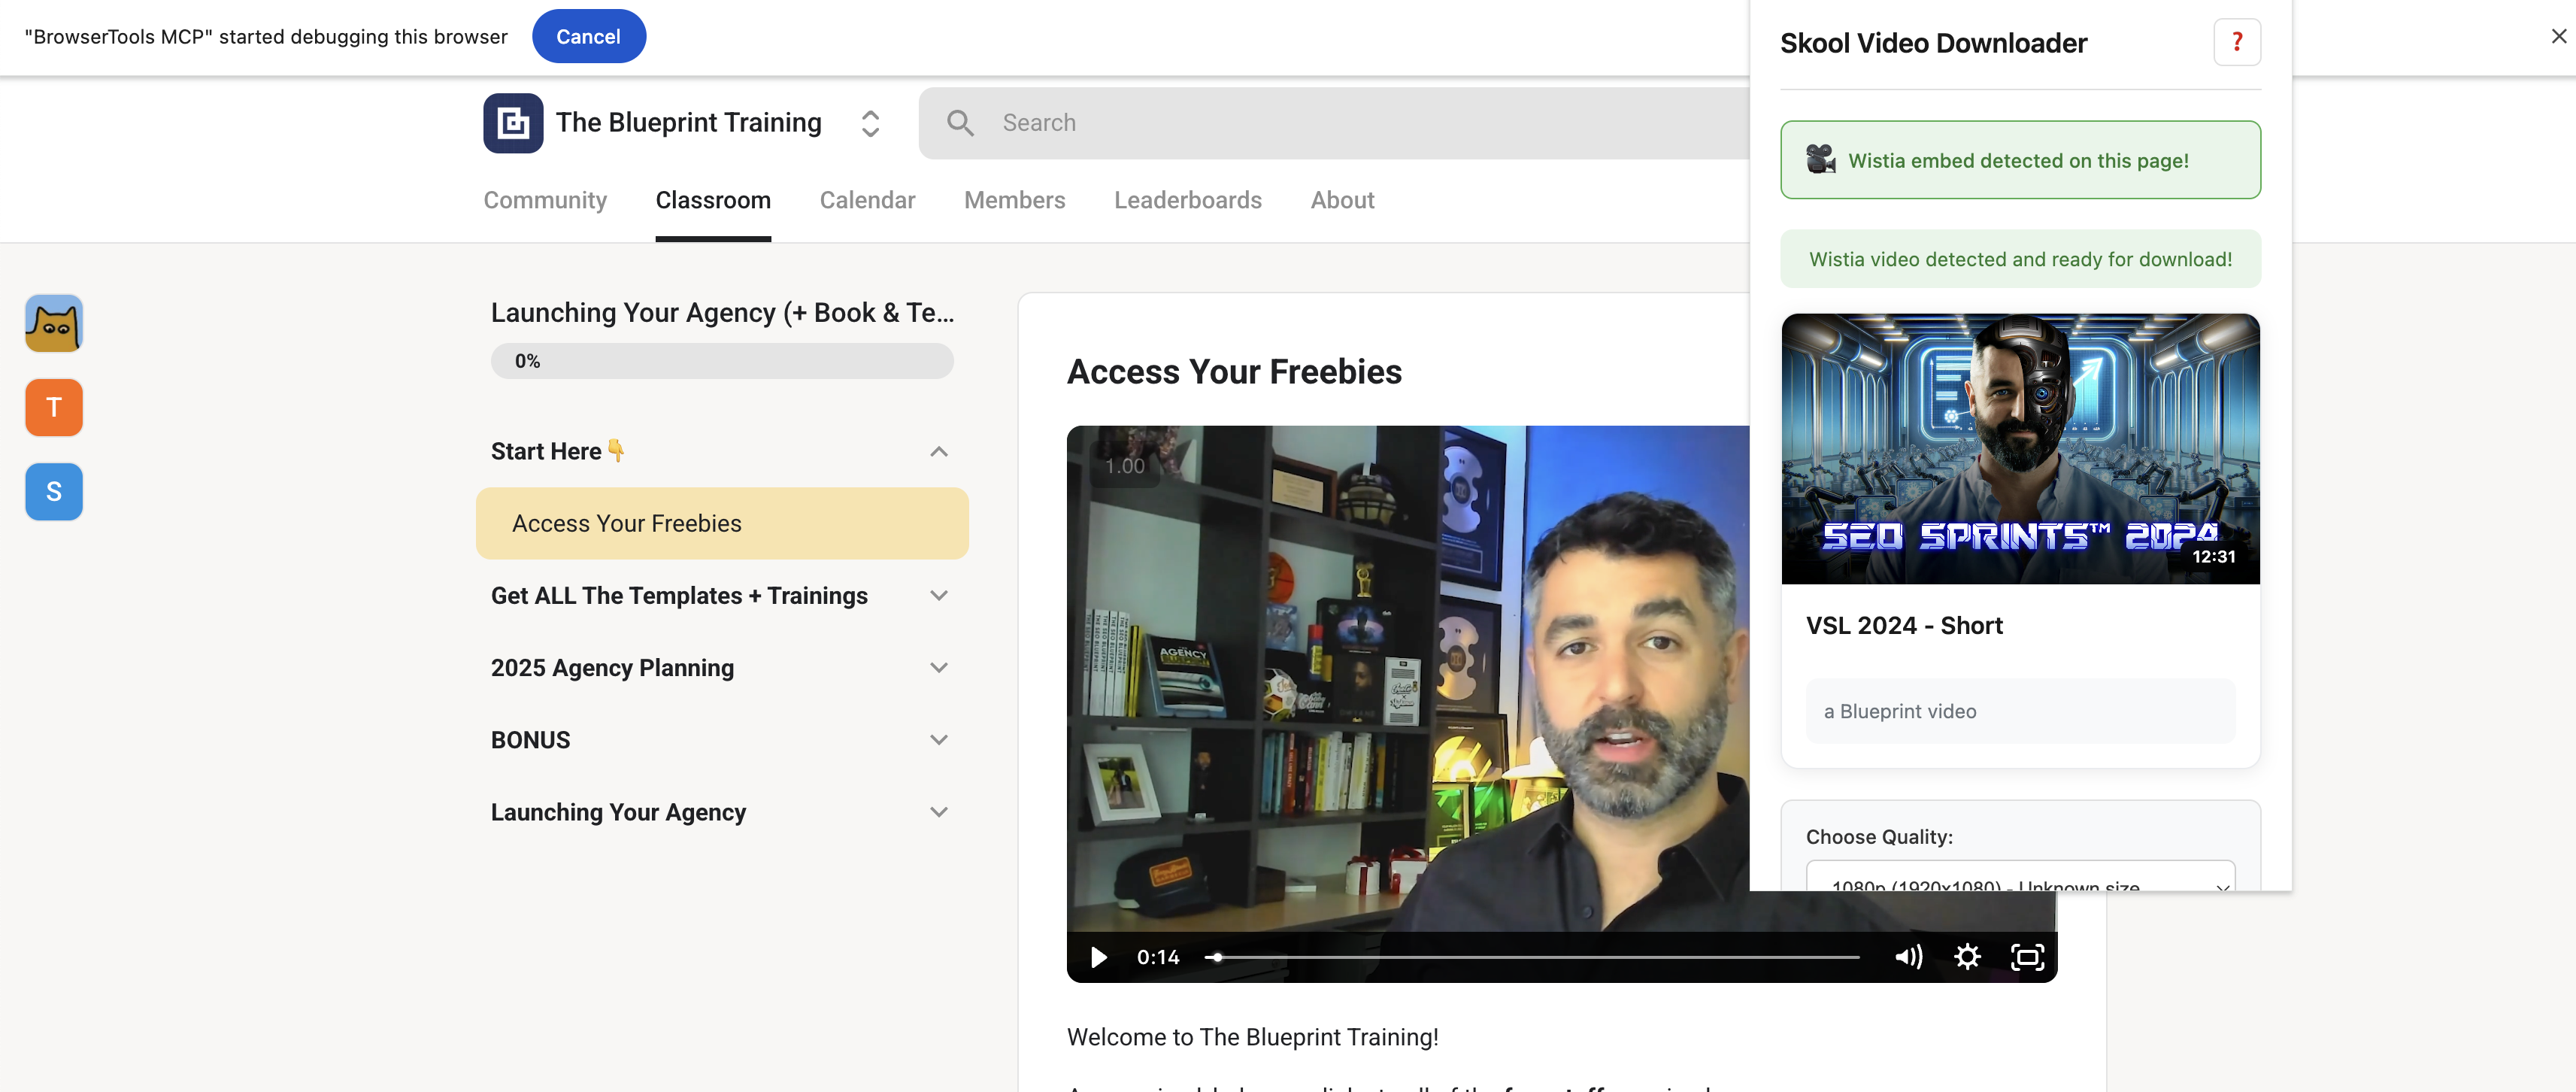 "BrowserTools MCP" started debugging this browser
Cancel
The Blueprint Training
Search
Community
Classroom
Calendar
Members
Leaderboards
About
T
S
Launching Your Agency (+ Book & Te...
0%
Start Here👇
Access Your Freebies
Get ALL The Templates + Trainings
2025 Agency Planning
BONUS
Launching Your Agency
Access Your Freebies
1.00
AGENCY
BLUEPRINT
0:14
Welcome to The Blueprint Training!
Skool Video Downloader
❓
Wistia embed detected on this page!
Wistia video detected and ready for download!
SEO SPRINTS™ 2024
12:31
VSL 2024 - Short
a Blueprint video
Choose Quality:
1080p (1920x1080) - Unknown size